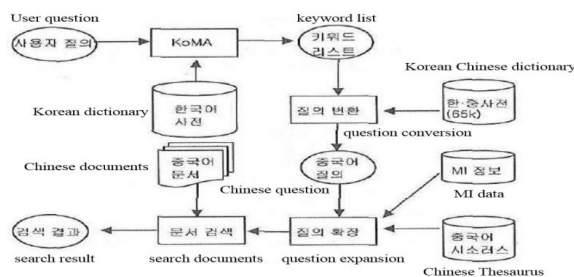 User question
keyword list
사용자 질의
KoMA
키워드
리스트
Korean Chinese dictionary
Korean dictionary
한국어
사전
질의 변환
한·중사전
(65k)
question conversion
Chinese documents
중국어
문서
Chinese question
중국어
질의
MI 정보
MI data
검색 결과
문서 검색
질의 확장
중국어
시소러스
search result
search documents
question expansion
Chinese Thesaurus